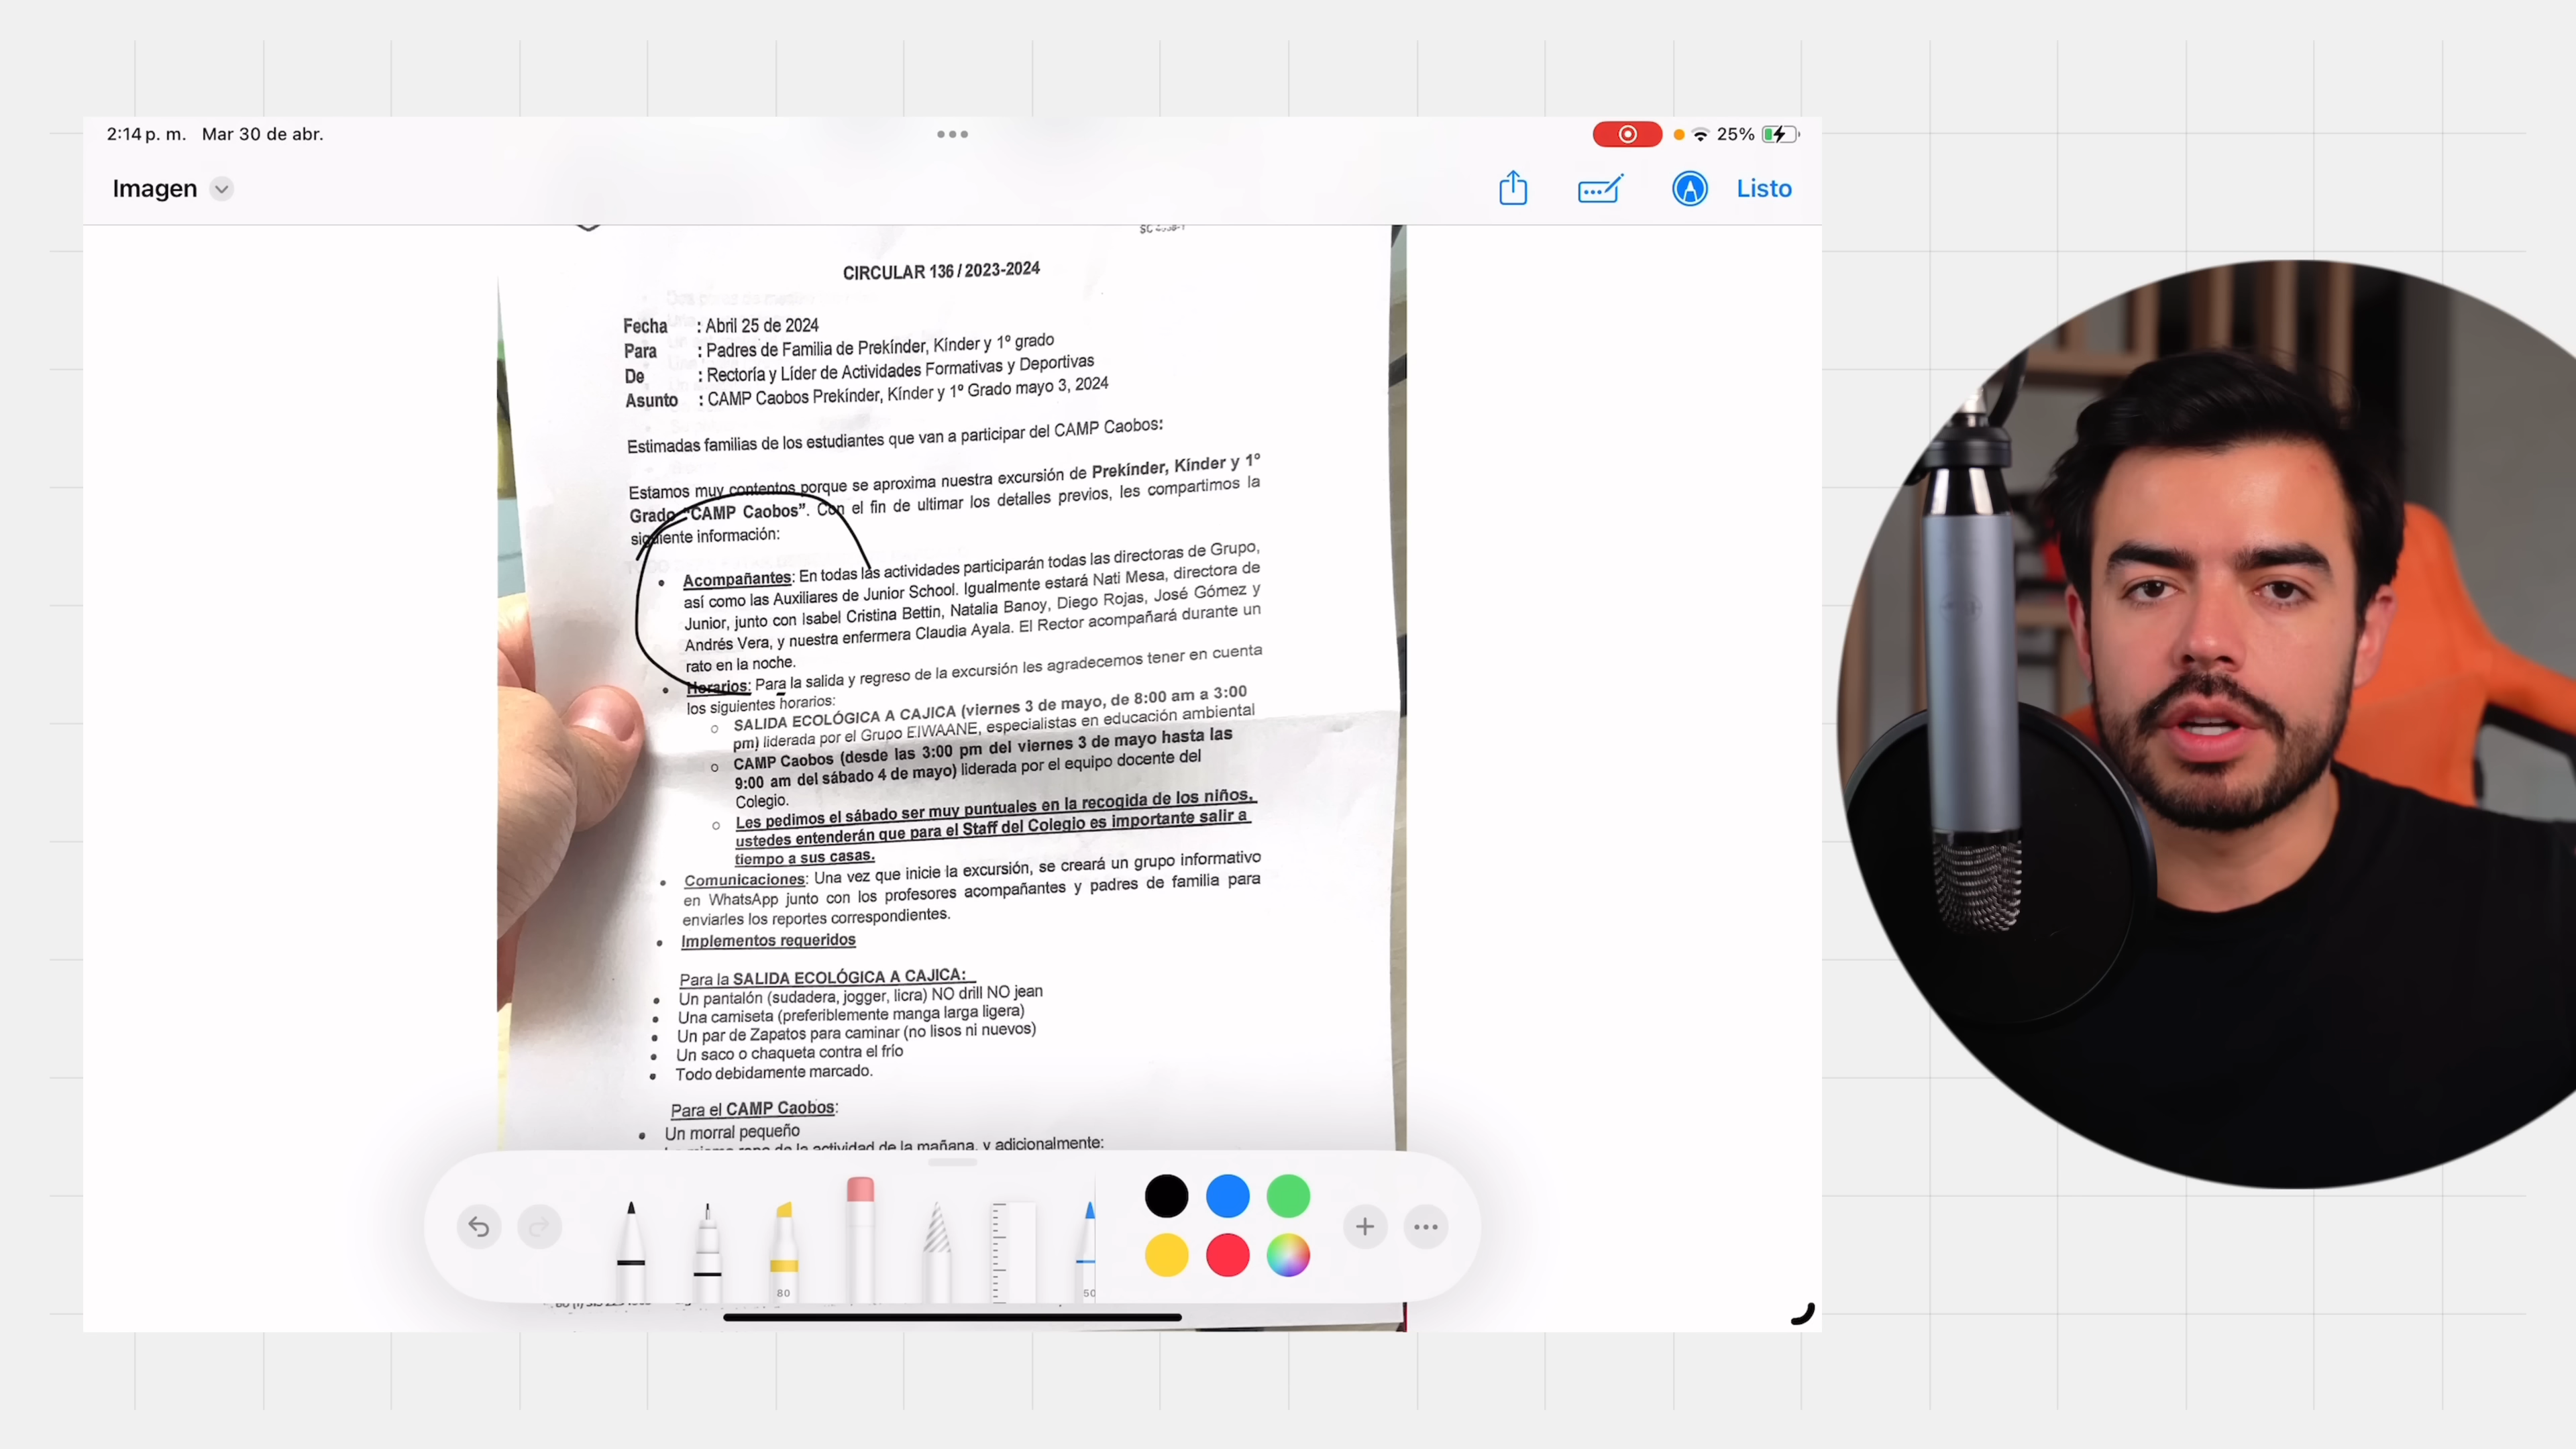 2:14 p. m. Mar 30 de abr.
25%
Imagen
Listo
CIRCULAR 136 / 2023-2024
Fecha : Abril 25 de 2024
Para : Padres de Familia de Prekínder, Kínder y 1º grado
De : Rectoría y Líder de Actividades Formativas y Deportivas
Asunto : CAMP Caobos Prekínder, Kínder y 1º Grado mayo 3, 2024
Estimadas familias de los estudiantes que van a participar del CAMP Caobos:
Estamos muy contentos porque se aproxima nuestra excursión de Prekínder, Kínder y 1º
Grado "CAMP Caobos". Con el fin de ultimar los detalles previos, les compartimos la
siguiente información:
• Acompañantes: En todas las actividades participarán todas las directoras de Grupo,
así como las Auxiliares de Junior School. Igualmente estará Nati Mesa, directora de
Junior, junto con Isabel Cristina Bettin, Natalia Banoy, Diego Rojas, José Gómez y
Andrés Vera, y nuestra enfermera Claudia Ayala. El Rector acompañará durante un
rato en la noche.
• Horarios: Para la salida y regreso de la excursión les agradecemos tener en cuenta
los siguientes horarios:
○ SALIDA ECOLÓGICA A CAJICA (viernes 3 de mayo, de 8:00 am a 3:00
pm) liderada por el Grupo EIWAANE, especialistas en educación ambiental
○ CAMP Caobos (desde las 3:00 pm del viernes 3 de mayo hasta las
9:00 am del sábado 4 de mayo) liderada por el equipo docente del
Colegio.
○ Les pedimos el sábado ser muy puntuales en la recogida de los niños,
ustedes entenderán que para el Staff del Colegio es importante salir a
tiempo a sus casas.
• Comunicaciones: Una vez que inicie la excursión, se creará un grupo informativo
en WhatsApp junto con los profesores acompañantes y padres de familia para
enviarles los reportes correspondientes.
• Implementos requeridos
Para la SALIDA ECOLÓGICA A CAJICA:
• Un pantalón (sudadera, jogger, licra) NO drill NO jean
• Una camiseta (preferiblemente manga larga ligera)
• Un par de Zapatos para caminar (no lisos ni nuevos)
• Un saco o chaqueta contra el frío
• Todo debidamente marcado.
Para el CAMP Caobos:
• Un morral pequeño
de la actividad de la mañana, y adicionalmente:
80
50